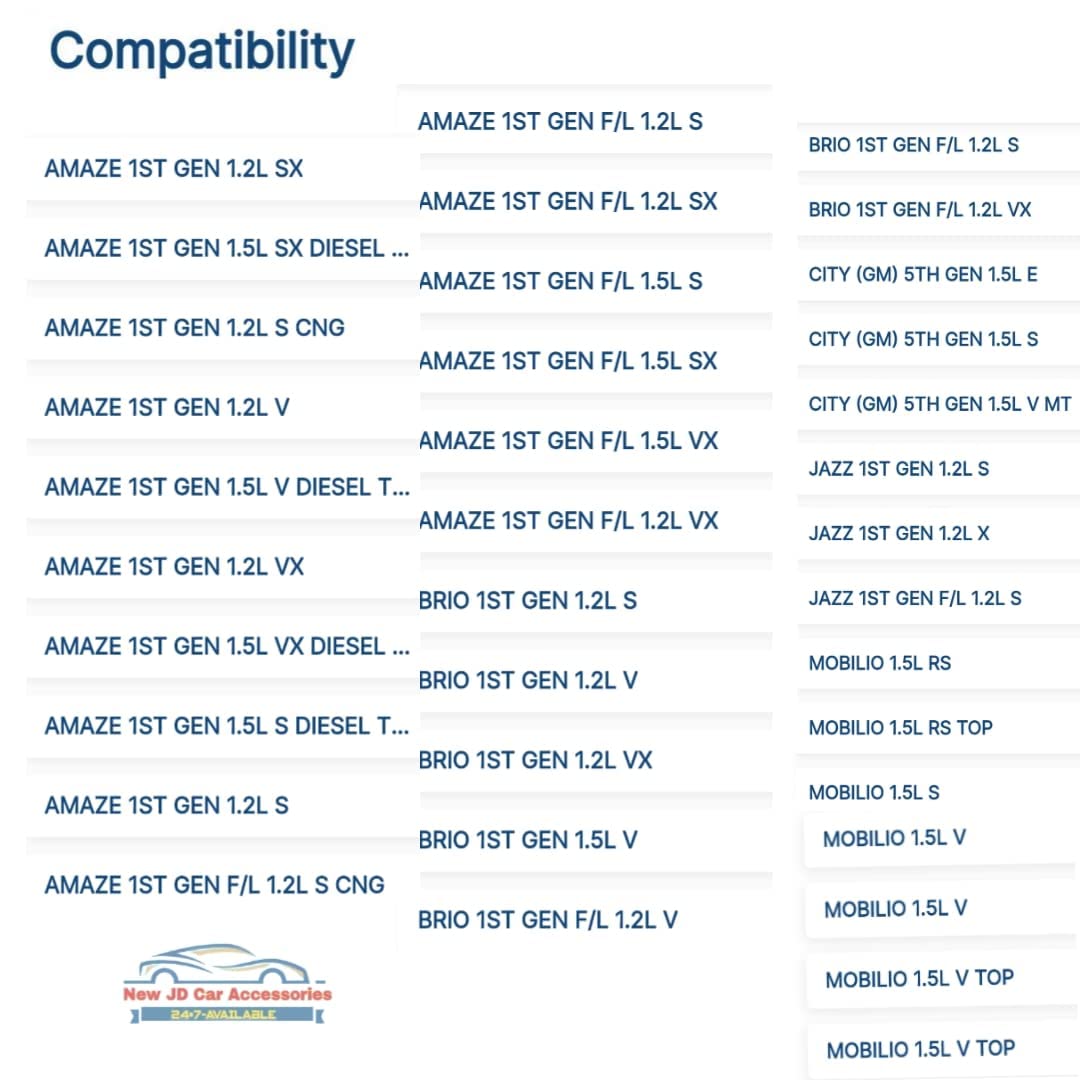 Compatibility
AMAZE 1ST GEN 1.2L SX
AMAZE 1ST GEN 1.5L SX DIESEL ...
AMAZE 1ST GEN 1.2L S CNG
AMAZE 1ST GEN 1.2L V
AMAZE 1ST GEN 1.5L V DIESEL T...
AMAZE 1ST GEN 1.2L VX
AMAZE 1ST GEN 1.5L VX DIESEL ...
AMAZE 1ST GEN 1.5L S DIESEL T...
AMAZE 1ST GEN 1.2L S
AMAZE 1ST GEN F/L 1.2L S CNG
AMAZE 1ST GEN F/L 1.2L S
AMAZE 1ST GEN F/L 1.2L SX
AMAZE 1ST GEN F/L 1.5L S
AMAZE 1ST GEN F/L 1.5L SX
AMAZE 1ST GEN F/L 1.5L VX
AMAZE 1ST GEN F/L 1.2L VX
BRIO 1ST GEN 1.2L S
BRIO 1ST GEN 1.2L V
BRIO 1ST GEN 1.2L VX
BRIO 1ST GEN 1.5L V
BRIO 1ST GEN F/L 1.2L V
BRIO 1ST GEN F/L 1.2L S
BRIO 1ST GEN F/L 1.2L VX
CITY (GM) 5TH GEN 1.5L E
CITY (GM) 5TH GEN 1.5L S
CITY (GM) 5TH GEN 1.5L V MT
JAZZ 1ST GEN 1.2L S
JAZZ 1ST GEN 1.2L X
JAZZ 1ST GEN F/L 1.2L S
MOBILIO 1.5L RS
MOBILIO 1.5L RS TOP
MOBILIO 1.5L S
MOBILIO 1.5L V
MOBILIO 1.5L V
MOBILIO 1.5L V TOP
MOBILIO 1.5L V TOP
New JD Car Accessories
24*7-AVAILABLE